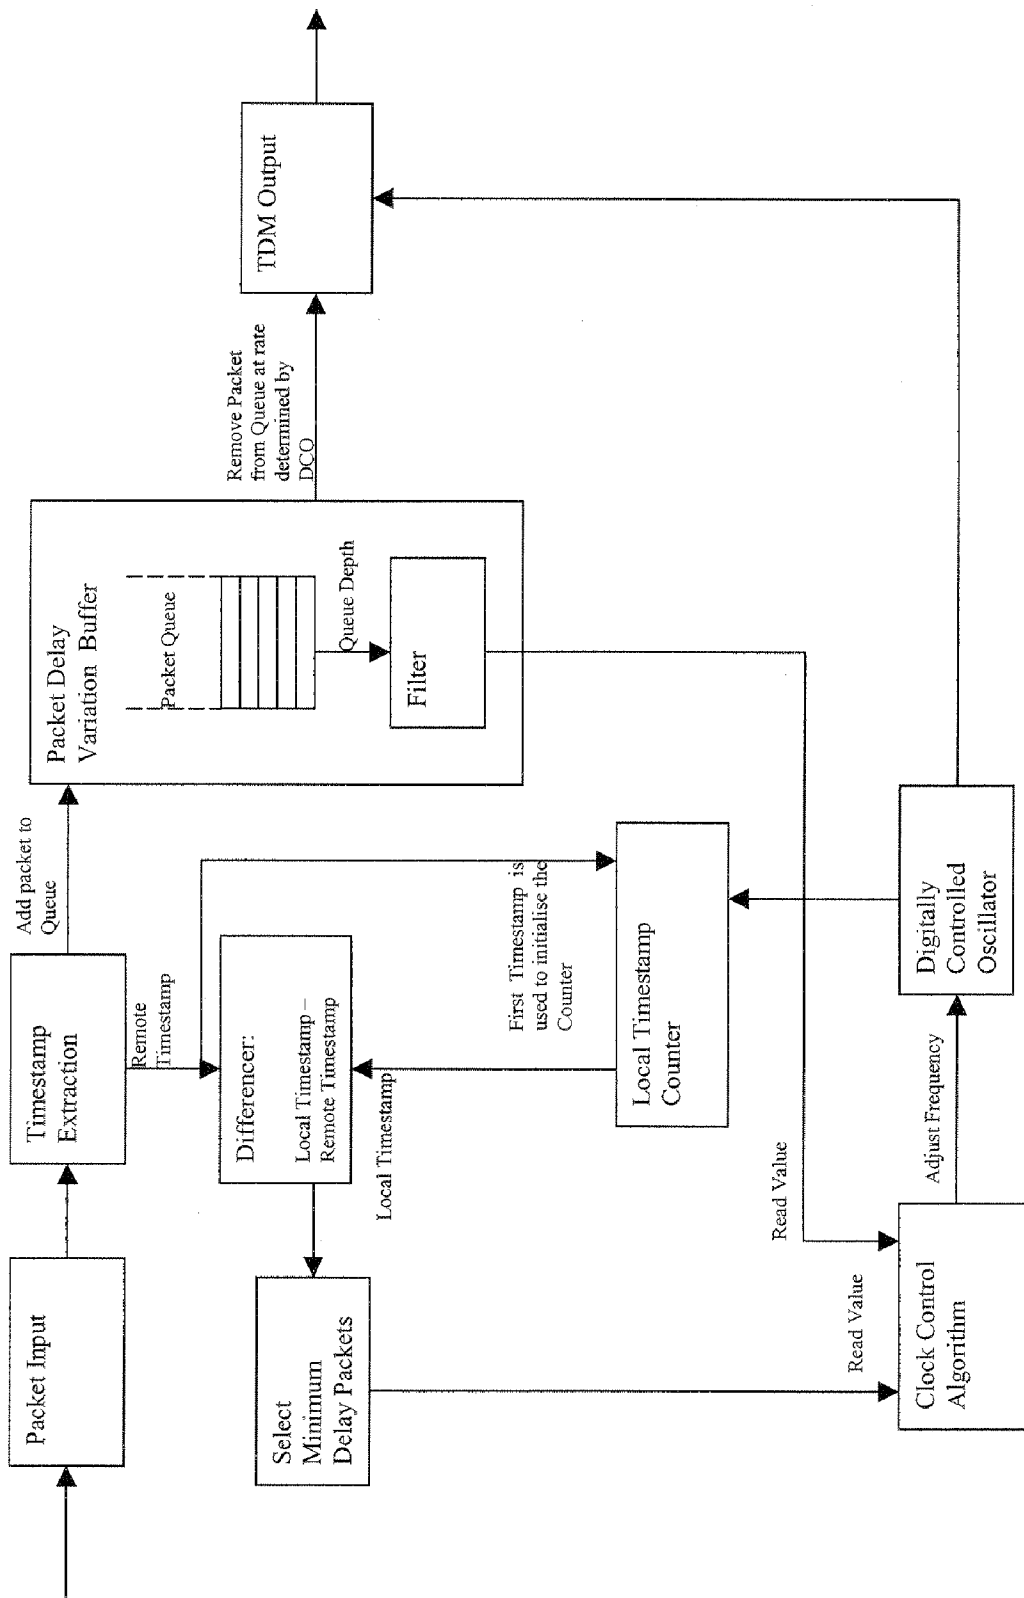 Packet Input
Timestamp
Extraction
Add packet to
Queue
Packet Delay
Variation Buffer
Packet Queue
Queue Depth
Filter
Remove Packet
from Queue at rate
determined by
DCO
TDM Output
Remote
Timestamp
Differencer:
Local Timestamp –
Remote Timestamp
Local Timestamp
First Timestamp is
used to initialise the
Counter
Select
Minimum
Delay Packets
Local Timestamp
Counter
Read Value
Read Value
Clock Control
Algorithm
Adjust Frequency
Digitally
Controlled
Oscillator